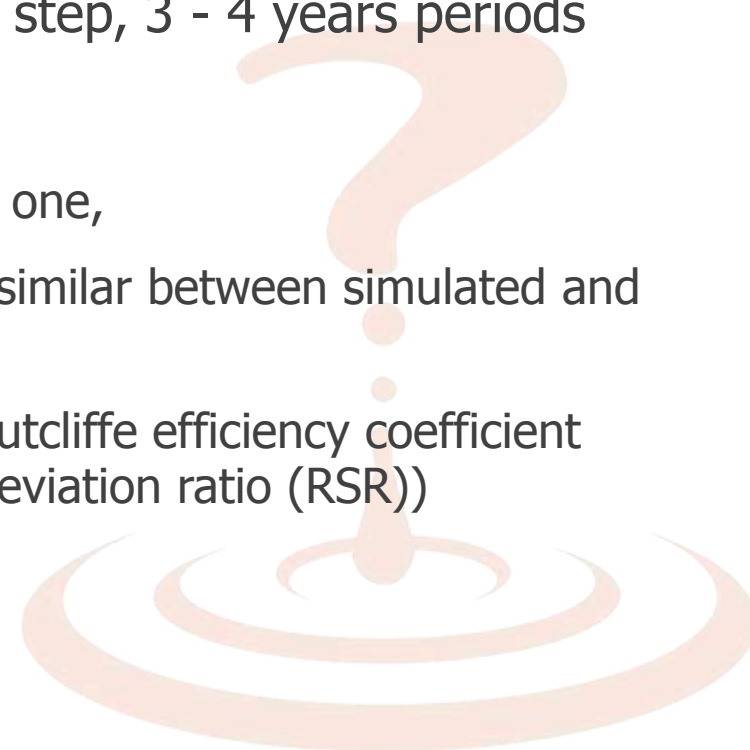 step, 3 - 4 years periods
one,
similar between simulated and
utcliffe efficiency coefficient
eviation ratio (RSR))